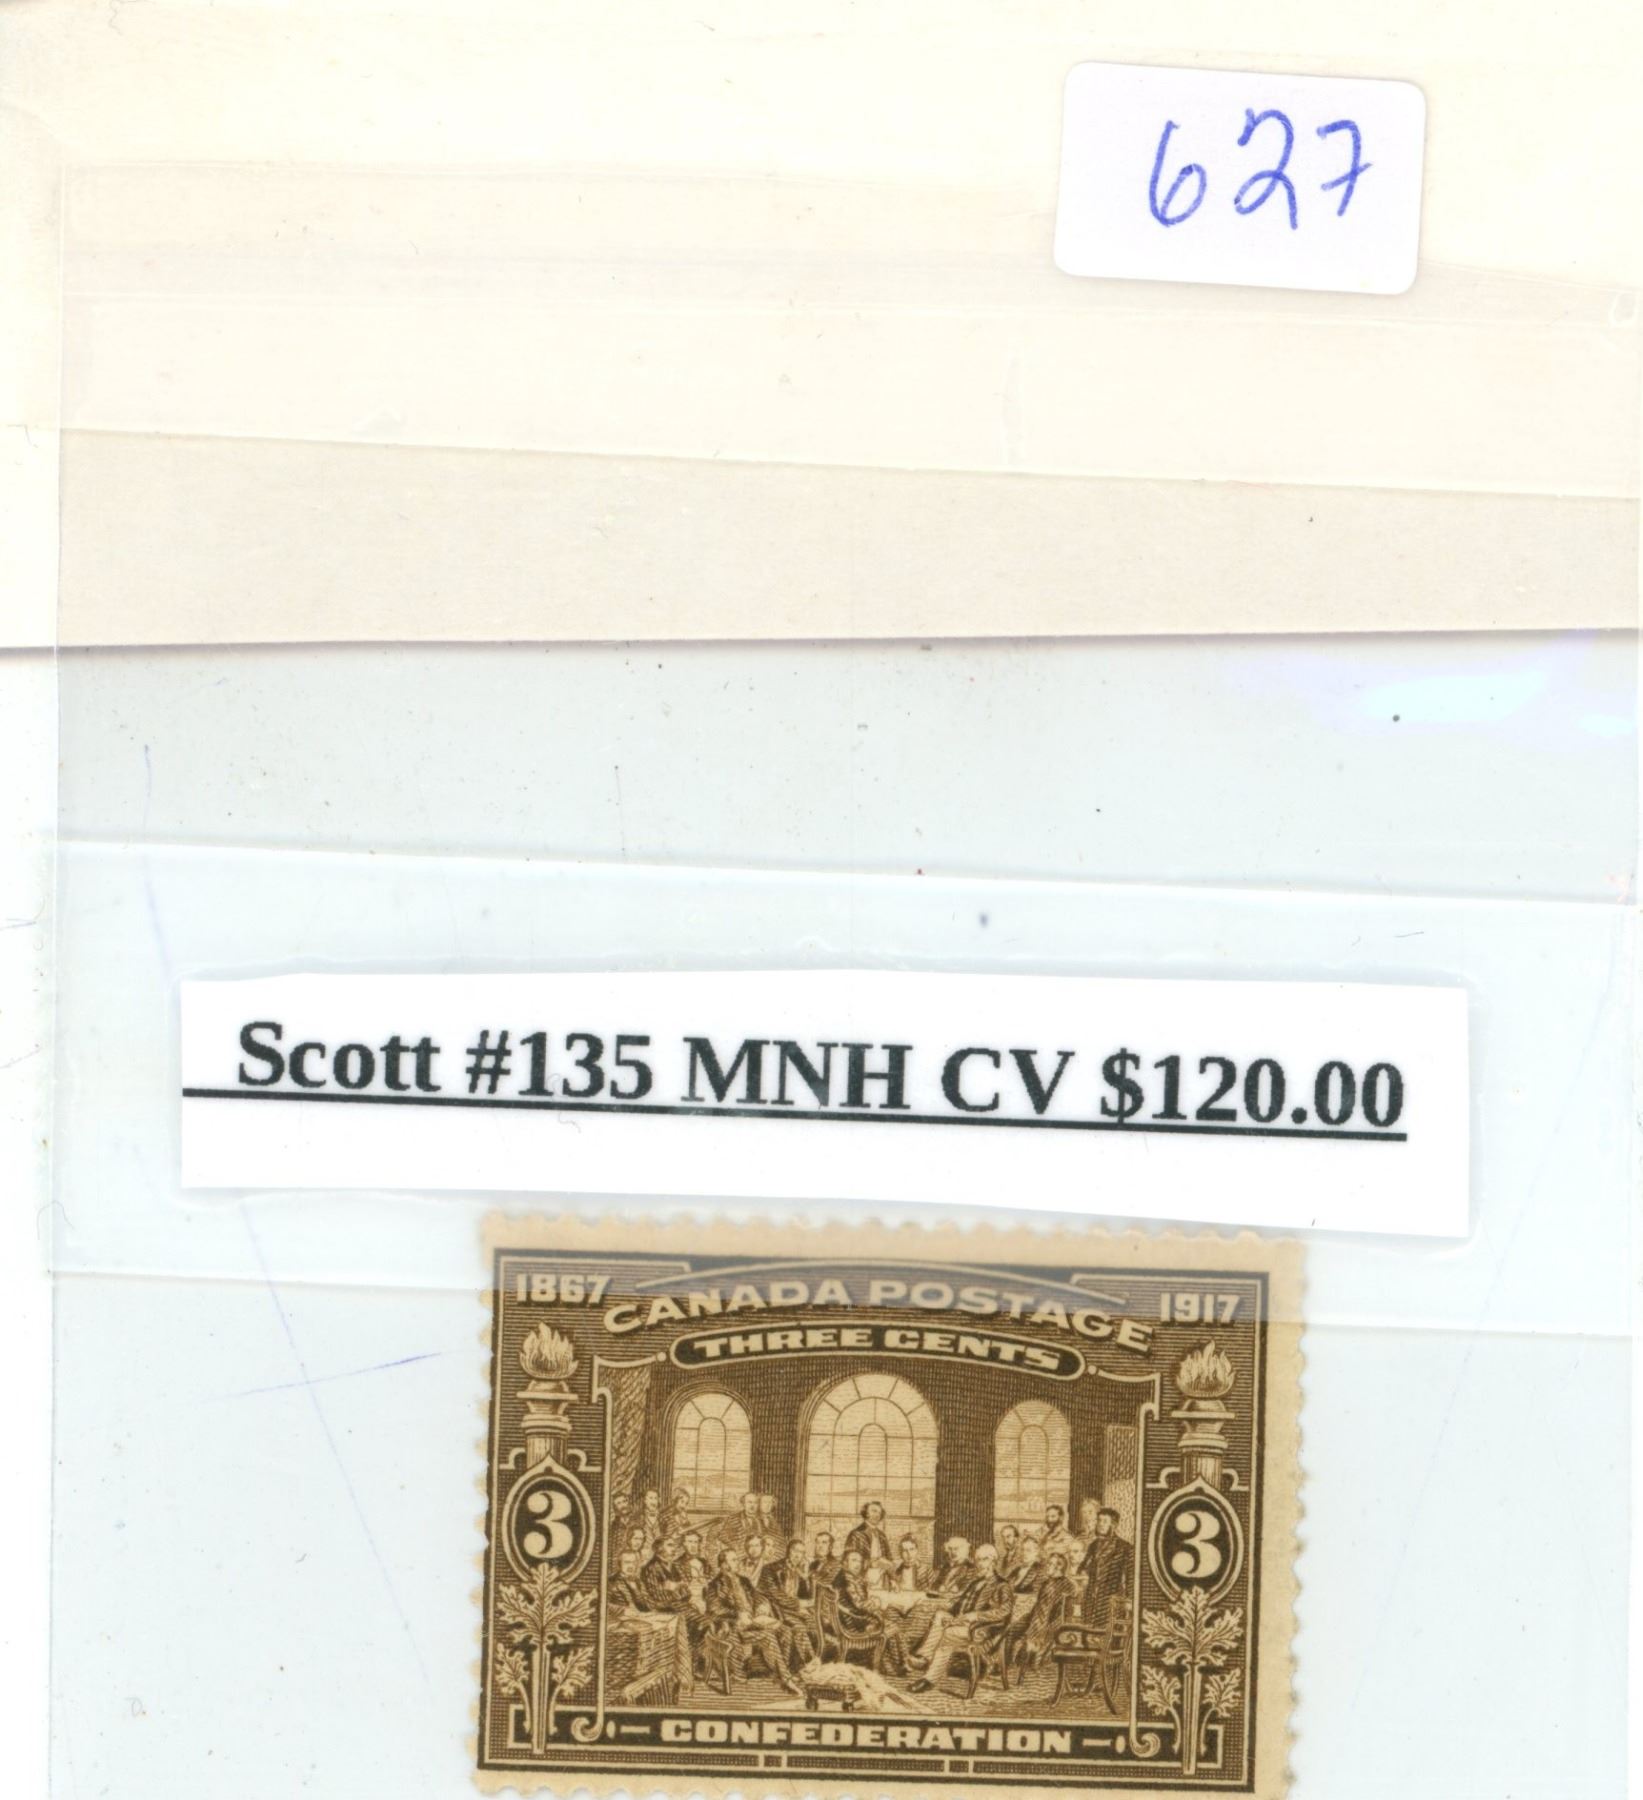 627
Scott #135 MNH CV $120.00
1867 CANADA POSTAGE 1917
THREE CENTS
3 3
CONFEDERATION